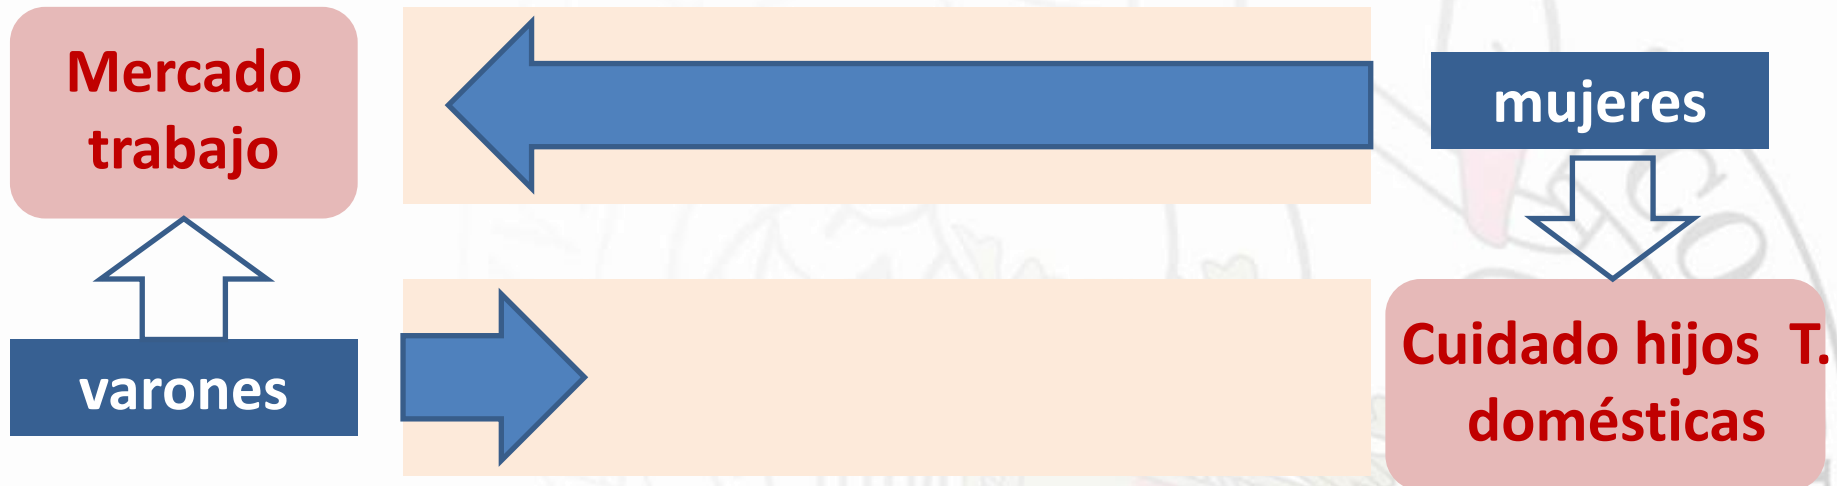 Mercado
trabajo
mujeres
varones
Cuidado hijos T.
domésticas